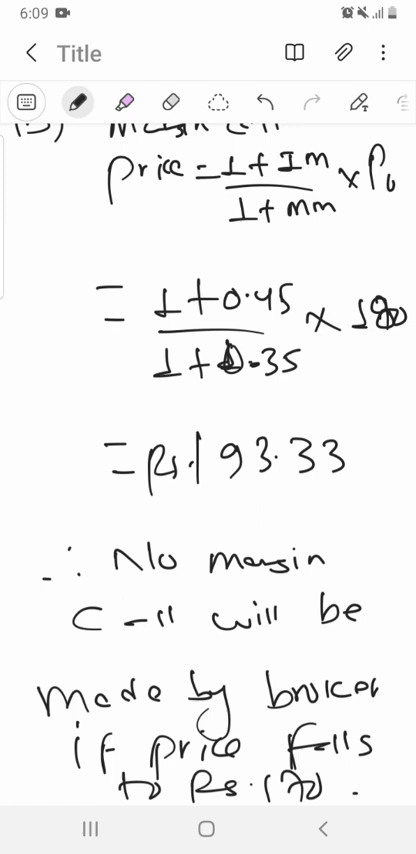 6:09
Title
Price = 1 + IM × P₀
1 + mm
= 1 + 0.45 × 180
1 + 0.35
= Rs. 193.33
∴ No margin
call will be
made by broker
if price falls
to Rs. 170.